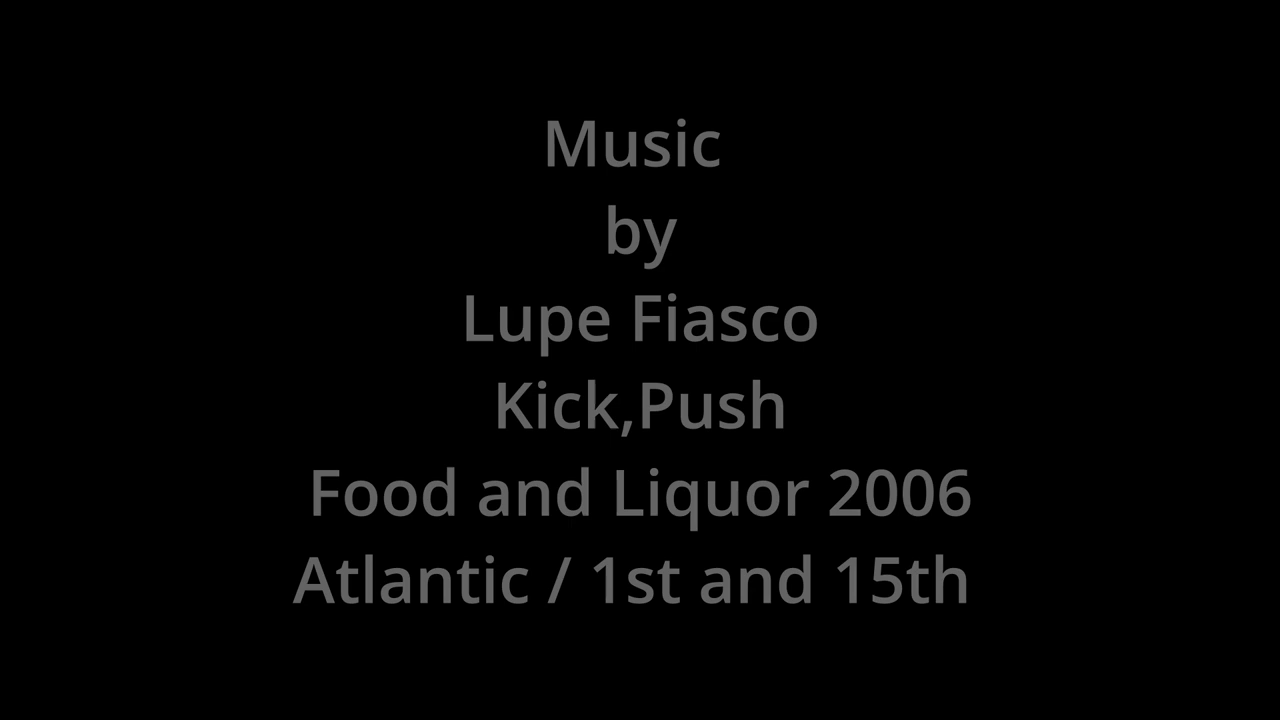 Music
by
Lupe Fiasco
Kick,Push
Food and Liquor 2006
Atlantic / 1st and 15th